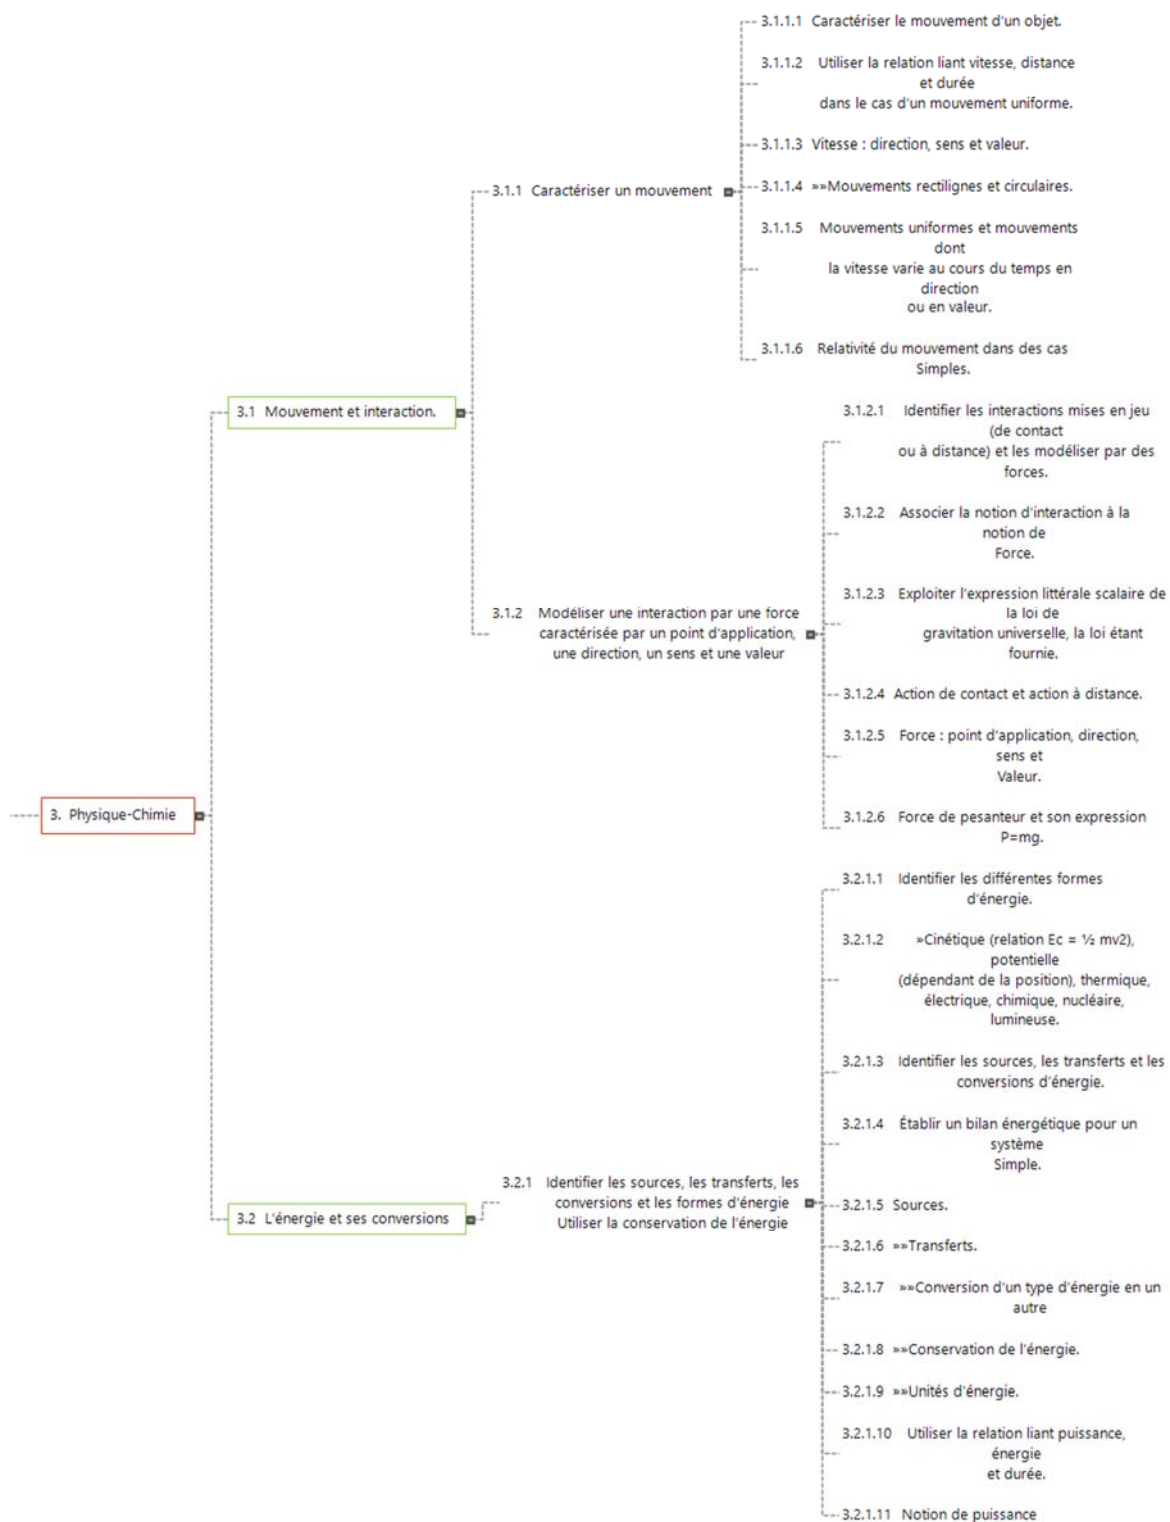 3.1.1.1 Caractériser le mouvement d'un objet.
3.1.1.2 Utiliser la relation liant vitesse, distance
et durée
dans le cas d'un mouvement uniforme.
3.1.1.3 Vitesse : direction, sens et valeur.
3.1.1 Caractériser un mouvement
3.1.1.4 »»Mouvements rectilignes et circulaires.
3.1.1.5 Mouvements uniformes et mouvements
dont
la vitesse varie au cours du temps en
direction
ou en valeur.
3.1.1.6 Relativité du mouvement dans des cas
Simples.
3.1 Mouvement et interaction.
3.1.2.1 Identifier les interactions mises en jeu
(de contact
ou à distance) et les modéliser par des
forces.
3.1.2.2 Associer la notion d'interaction à la
notion de
Force.
3.1.2 Modéliser une interaction par une force
caractérisée par un point d'application,
une direction, un sens et une valeur
3.1.2.3 Exploiter l'expression littérale scalaire de
la loi de
gravitation universelle, la loi étant
fournie.
3.1.2.4 Action de contact et action à distance.
3.1.2.5 Force : point d'application, direction,
sens et
Valeur.
3.1.2.6 Force de pesanteur et son expression
P=mg.
3. Physique-Chimie
3.2.1.1 Identifier les différentes formes
d'énergie.
3.2.1.2 »Cinétique (relation Ec = ½ mv2),
potentielle
(dépendant de la position), thermique,
électrique, chimique, nucléaire,
lumineuse.
3.2.1.3 Identifier les sources, les transferts et les
conversions d'énergie.
3.2.1.4 Établir un bilan énergétique pour un
système
Simple.
3.2 L'énergie et ses conversions
3.2.1 Identifier les sources, les transferts, les
conversions et les formes d'énergie
Utiliser la conservation de l'énergie
3.2.1.5 Sources.
3.2.1.6 »»Transferts.
3.2.1.7 »»Conversion d'un type d'énergie en un
autre
3.2.1.8 »»Conservation de l'énergie.
3.2.1.9 »»Unités d'énergie.
3.2.1.10 Utiliser la relation liant puissance,
énergie
et durée.
3.2.1.11 Notion de puissance